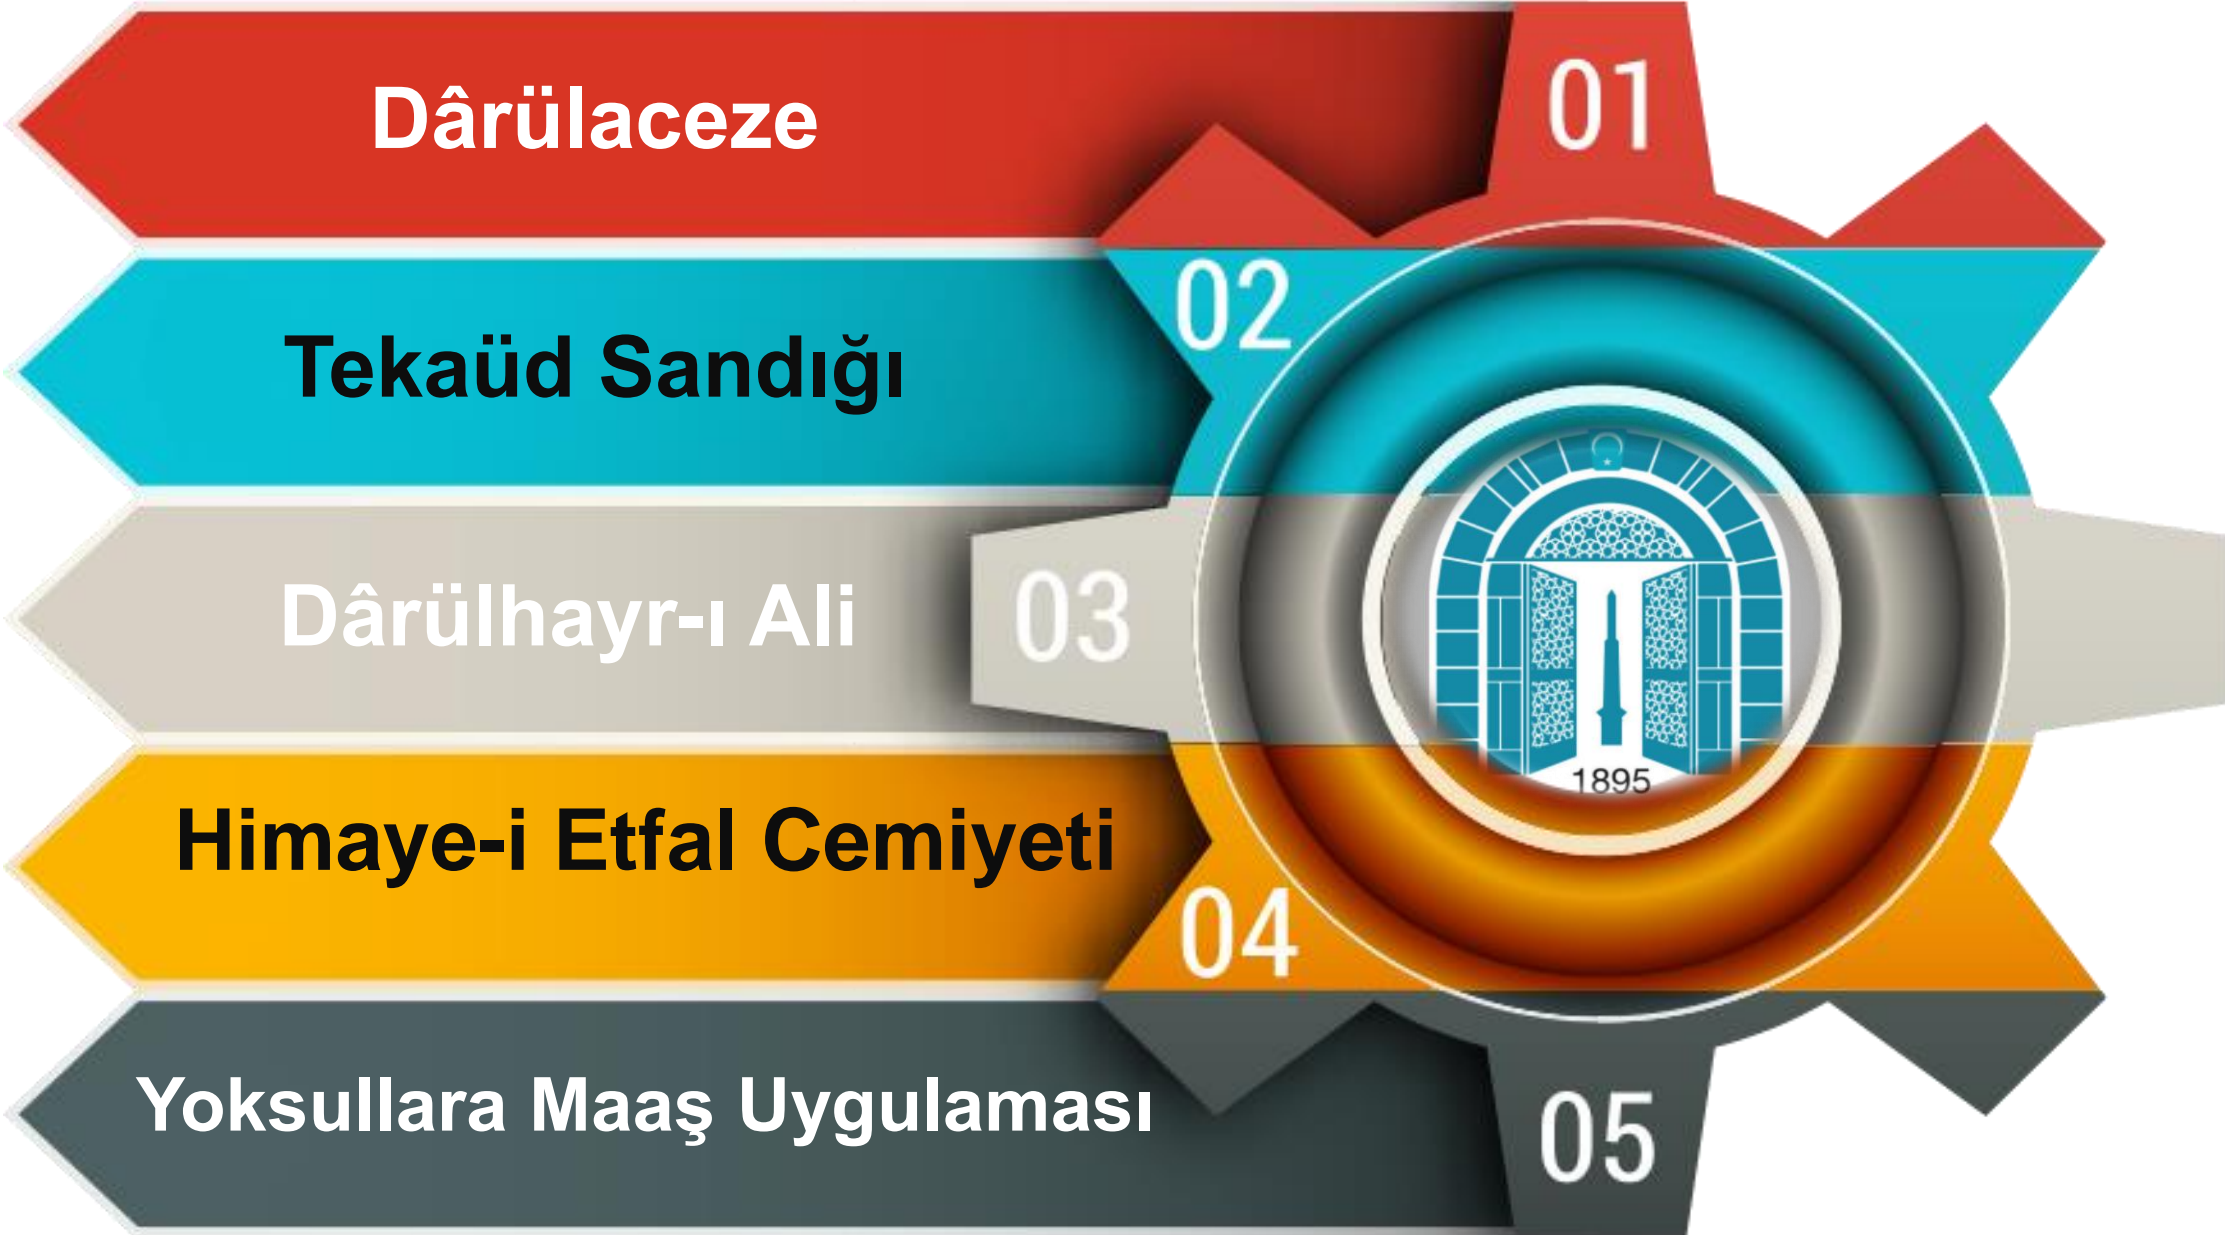 Dârülaceze
01
Tekaüd Sandığı
02
Dârülhayr-ı Ali
03
1895
Himaye-i Etfal Cemiyeti
04
Yoksullara Maaş Uygulaması
05